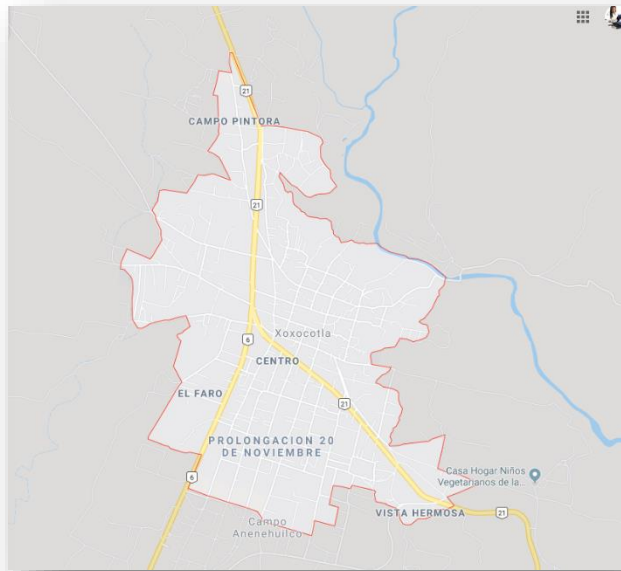 21
CAMPO PINTORA
21
Xoxocotla
6
CENTRO
EL FARO
21
PROLONGACION 20
DE NOVIEMBRE
Casa Hogar Niños
Vegetarianos de la...
6
VISTA HERMOSA
21
Campo
Anenehuilco